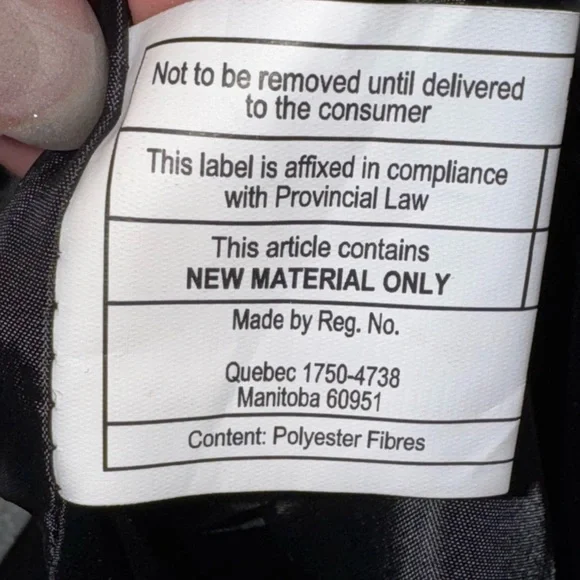 Not to be removed until delivered
to the consumer
This label is affixed in compliance
with Provincial Law
This article contains
NEW MATERIAL ONLY
Made by Reg. No.
Quebec 1750-4738
Manitoba 60951
Content: Polyester Fibres